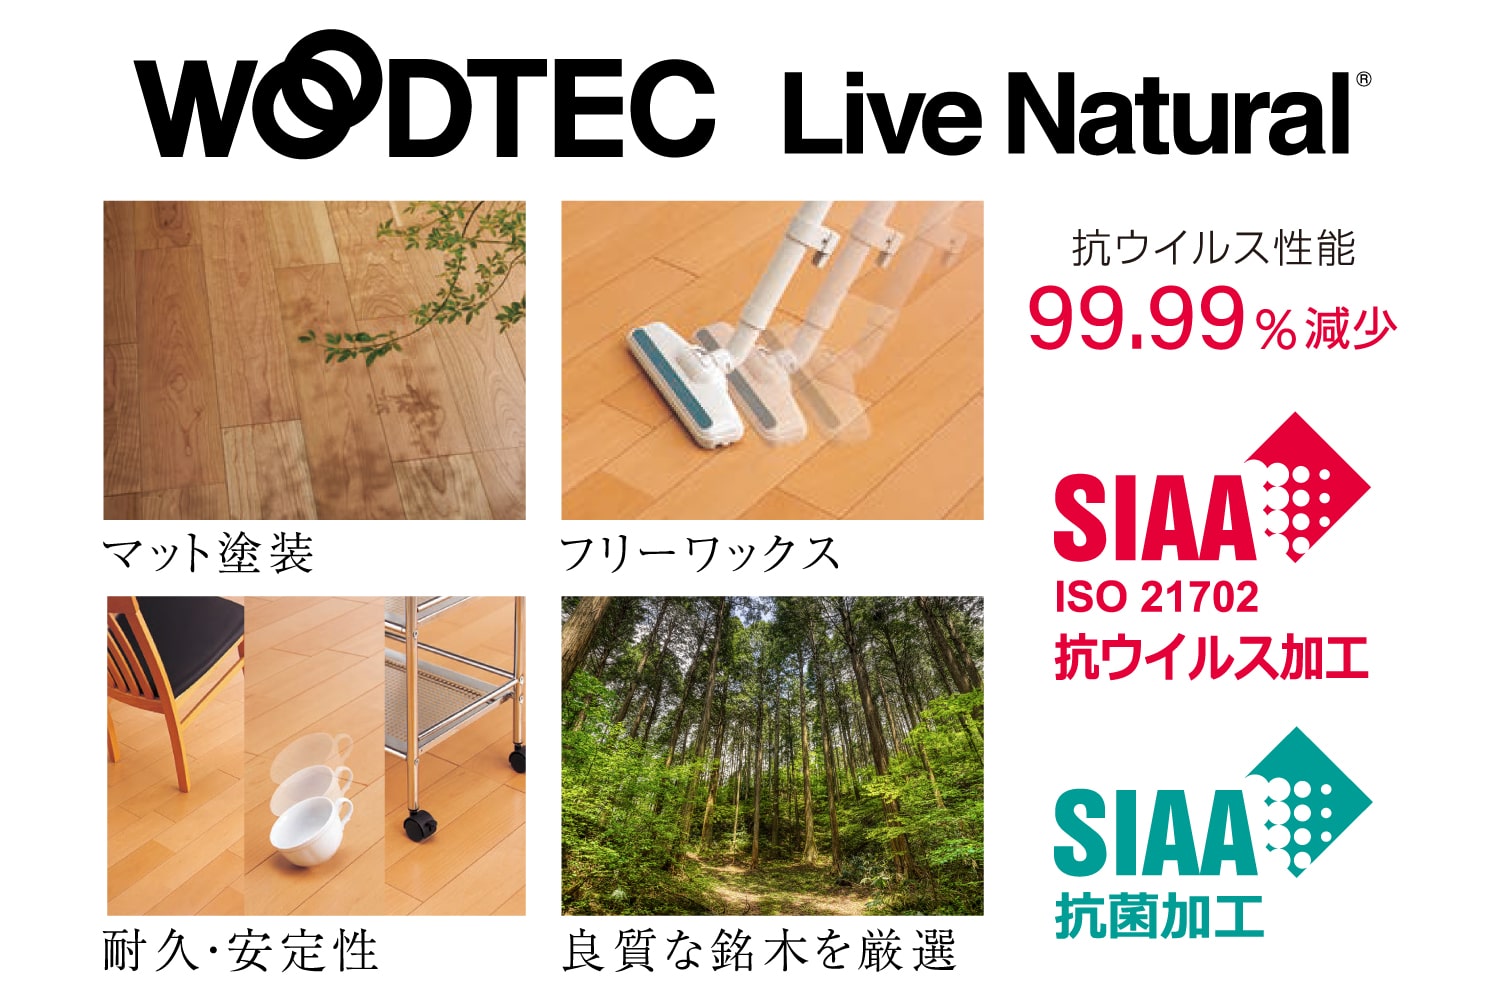 WOODTEC Live Natural®
マット塗装
フリーワックス
耐久・安定性
良質な銘木を厳選
抗ウイルス性能
99.99%減少
SIAA
ISO 21702
抗ウイルス加工
SIAA
抗菌加工